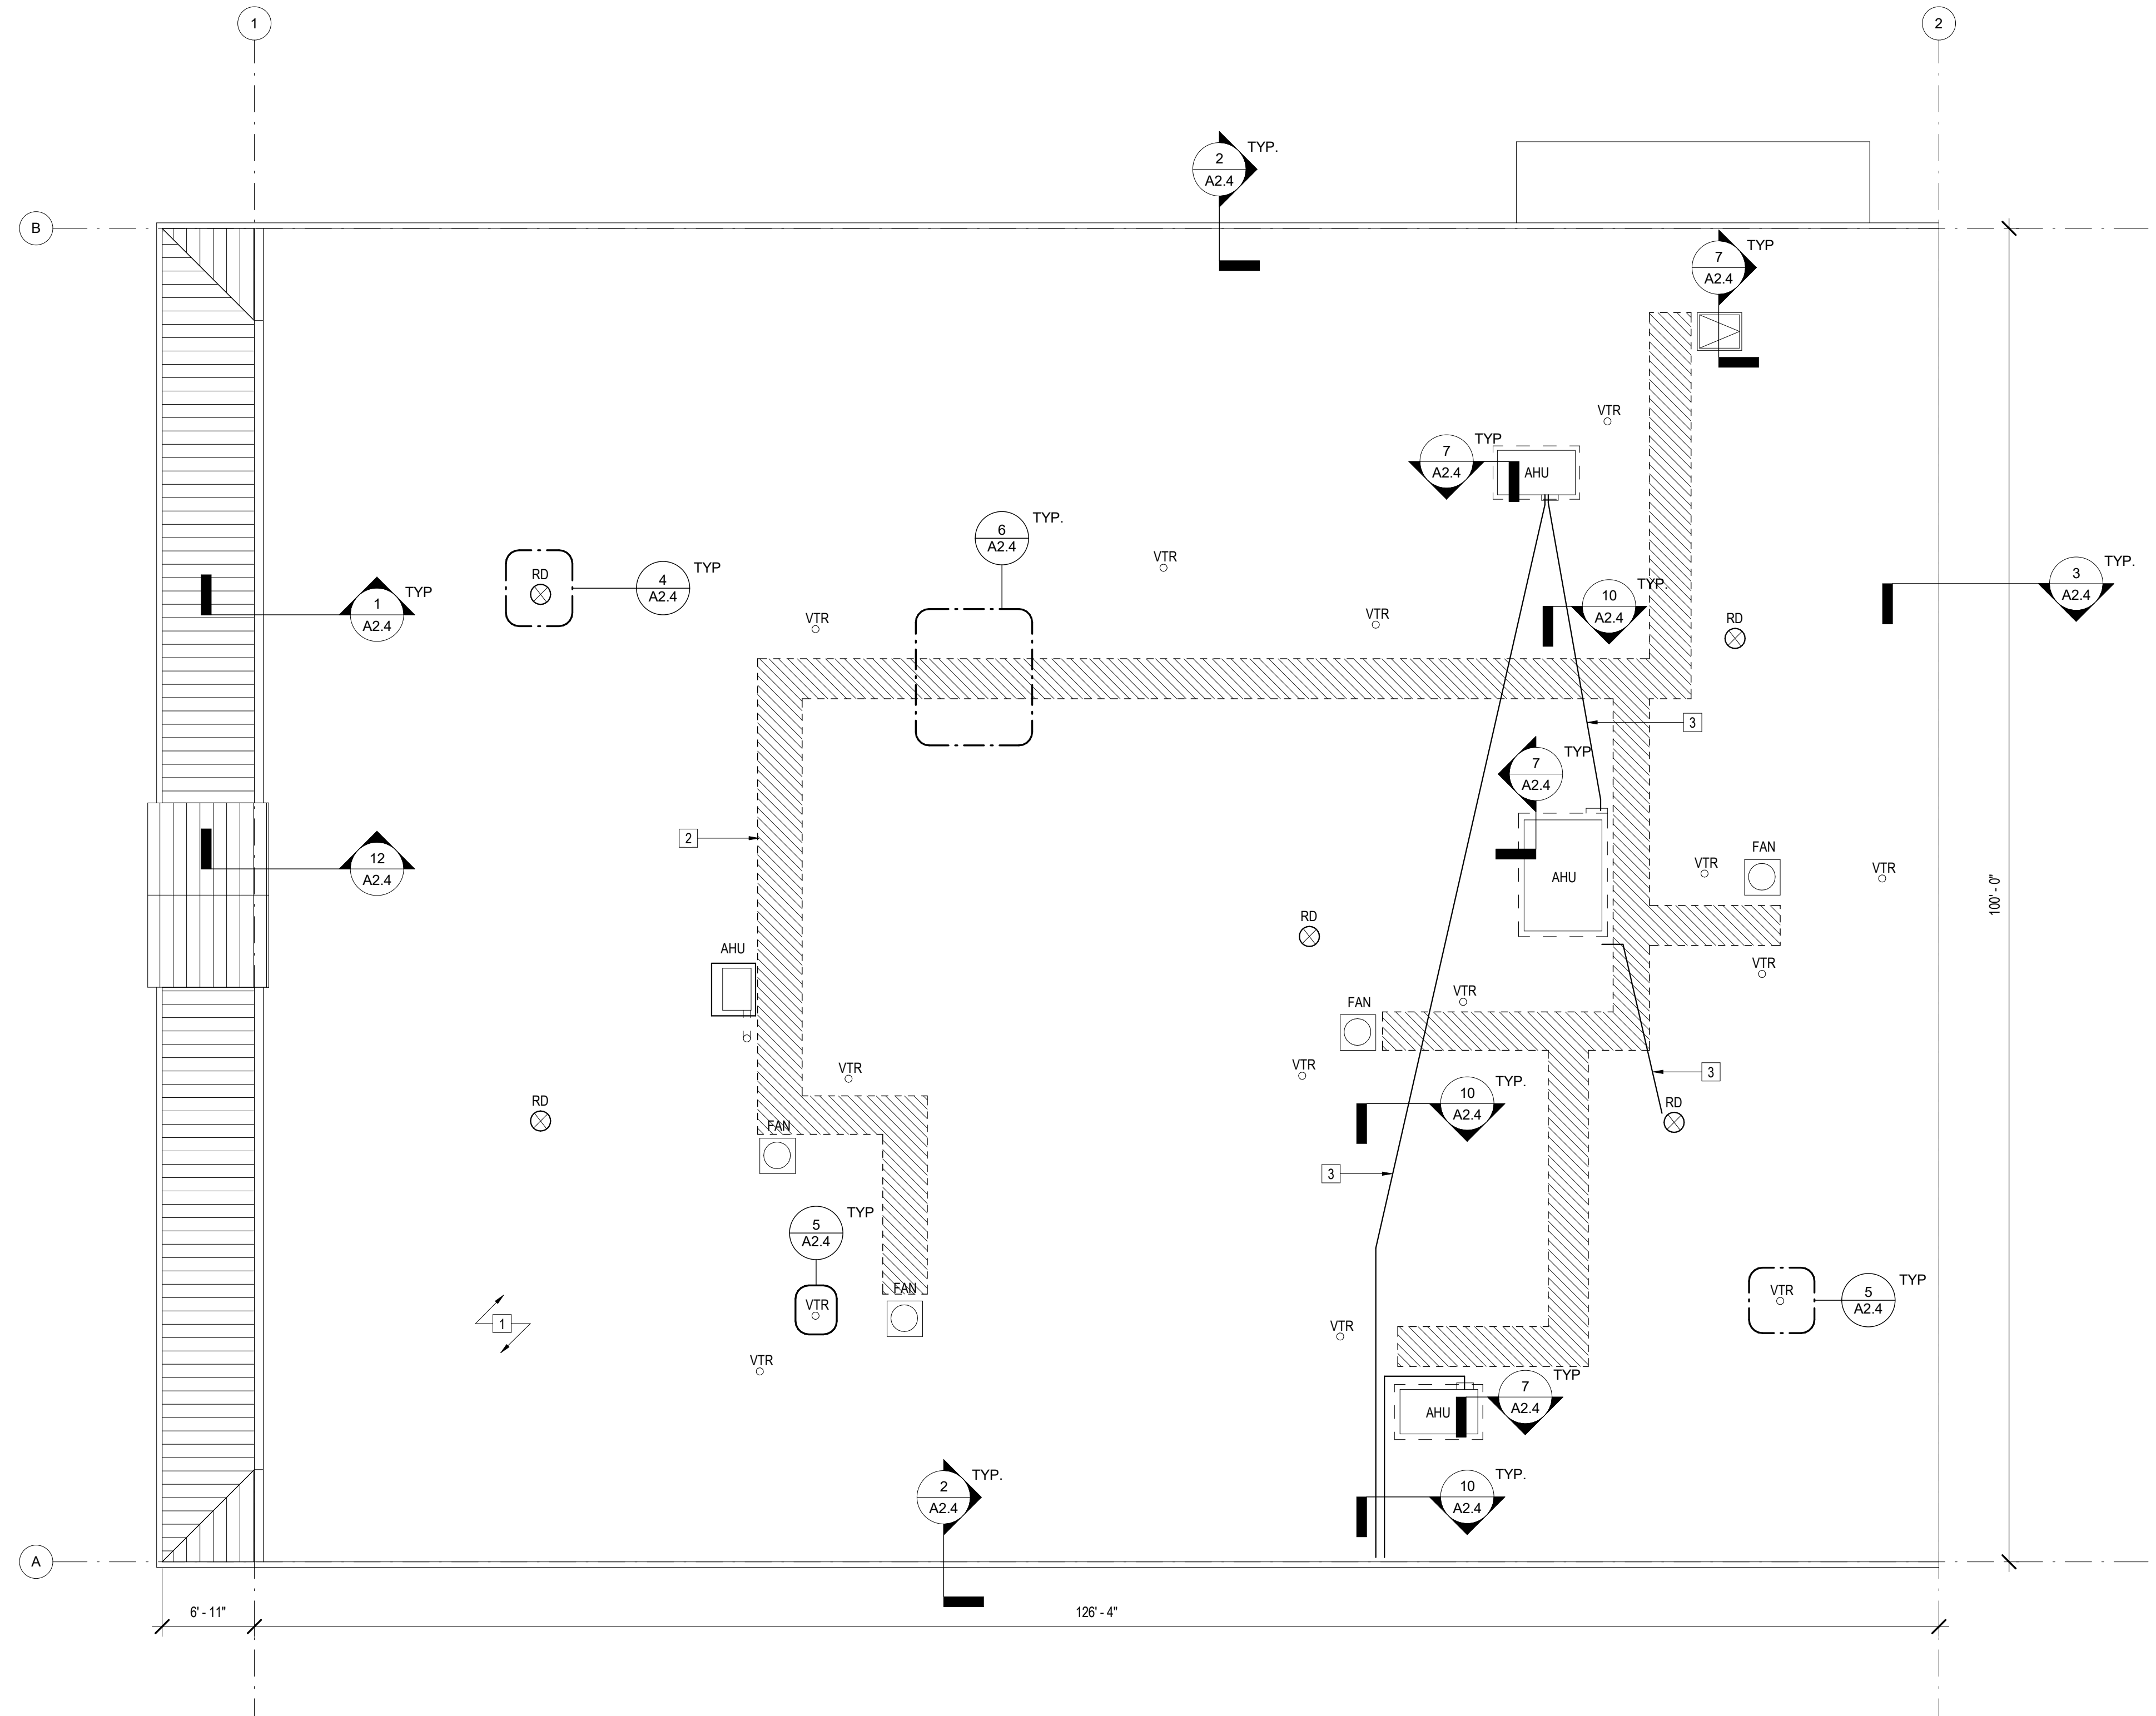 1
2
2
A2.4
TYP.
B
7
A2.4
TYP
VTR
7
A2.4
TYP
AHU
6
A2.4
TYP.
VTR
RD
4
A2.4
TYP
3
A2.4
TYP.
1
A2.4
TYP
10
A2.4
TYP.
VTR
VTR
RD
3
7
A2.4
TYP
2
12
A2.4
FAN
VTR
VTR
AHU
100' - 0"
RD
AHU
VTR
VTR
FAN
VTR
VTR
3
RD
RD
10
A2.4
TYP.
FAN
3
5
A2.4
TYP
FAN
VTR
VTR
5
A2.4
TYP
1
VTR
VTR
7
A2.4
TYP
AHU
2
A2.4
TYP.
10
A2.4
TYP.
A
6' - 11"
126' - 4"